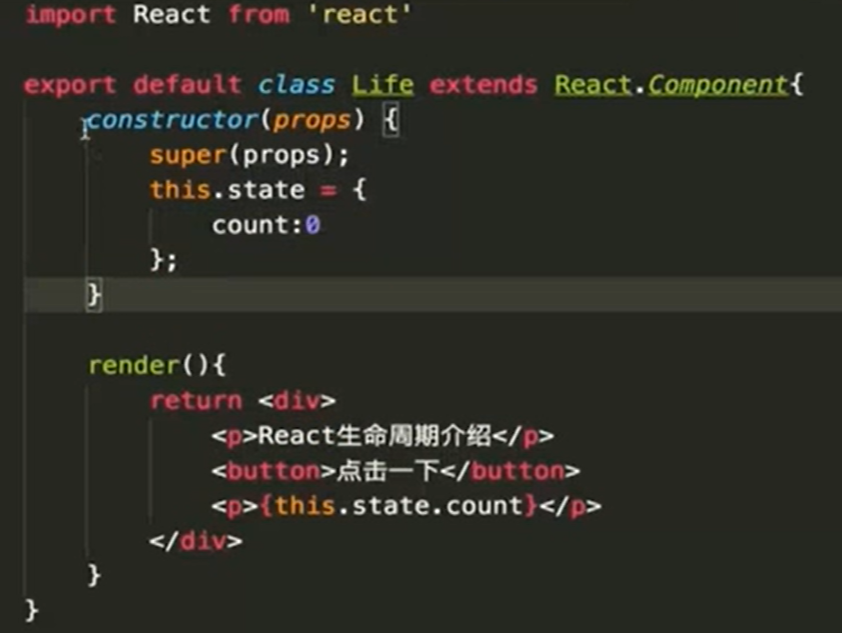 import React from 'react'
export default class Life extends React.Component{
constructor(props) {
super(props);
this.state = {
count:0
};
}
render(){
return <div>
<p>React生命周期介绍</p>
<button>点击一下</button>
<p>{this.state.count}</p>
</div>
}
}